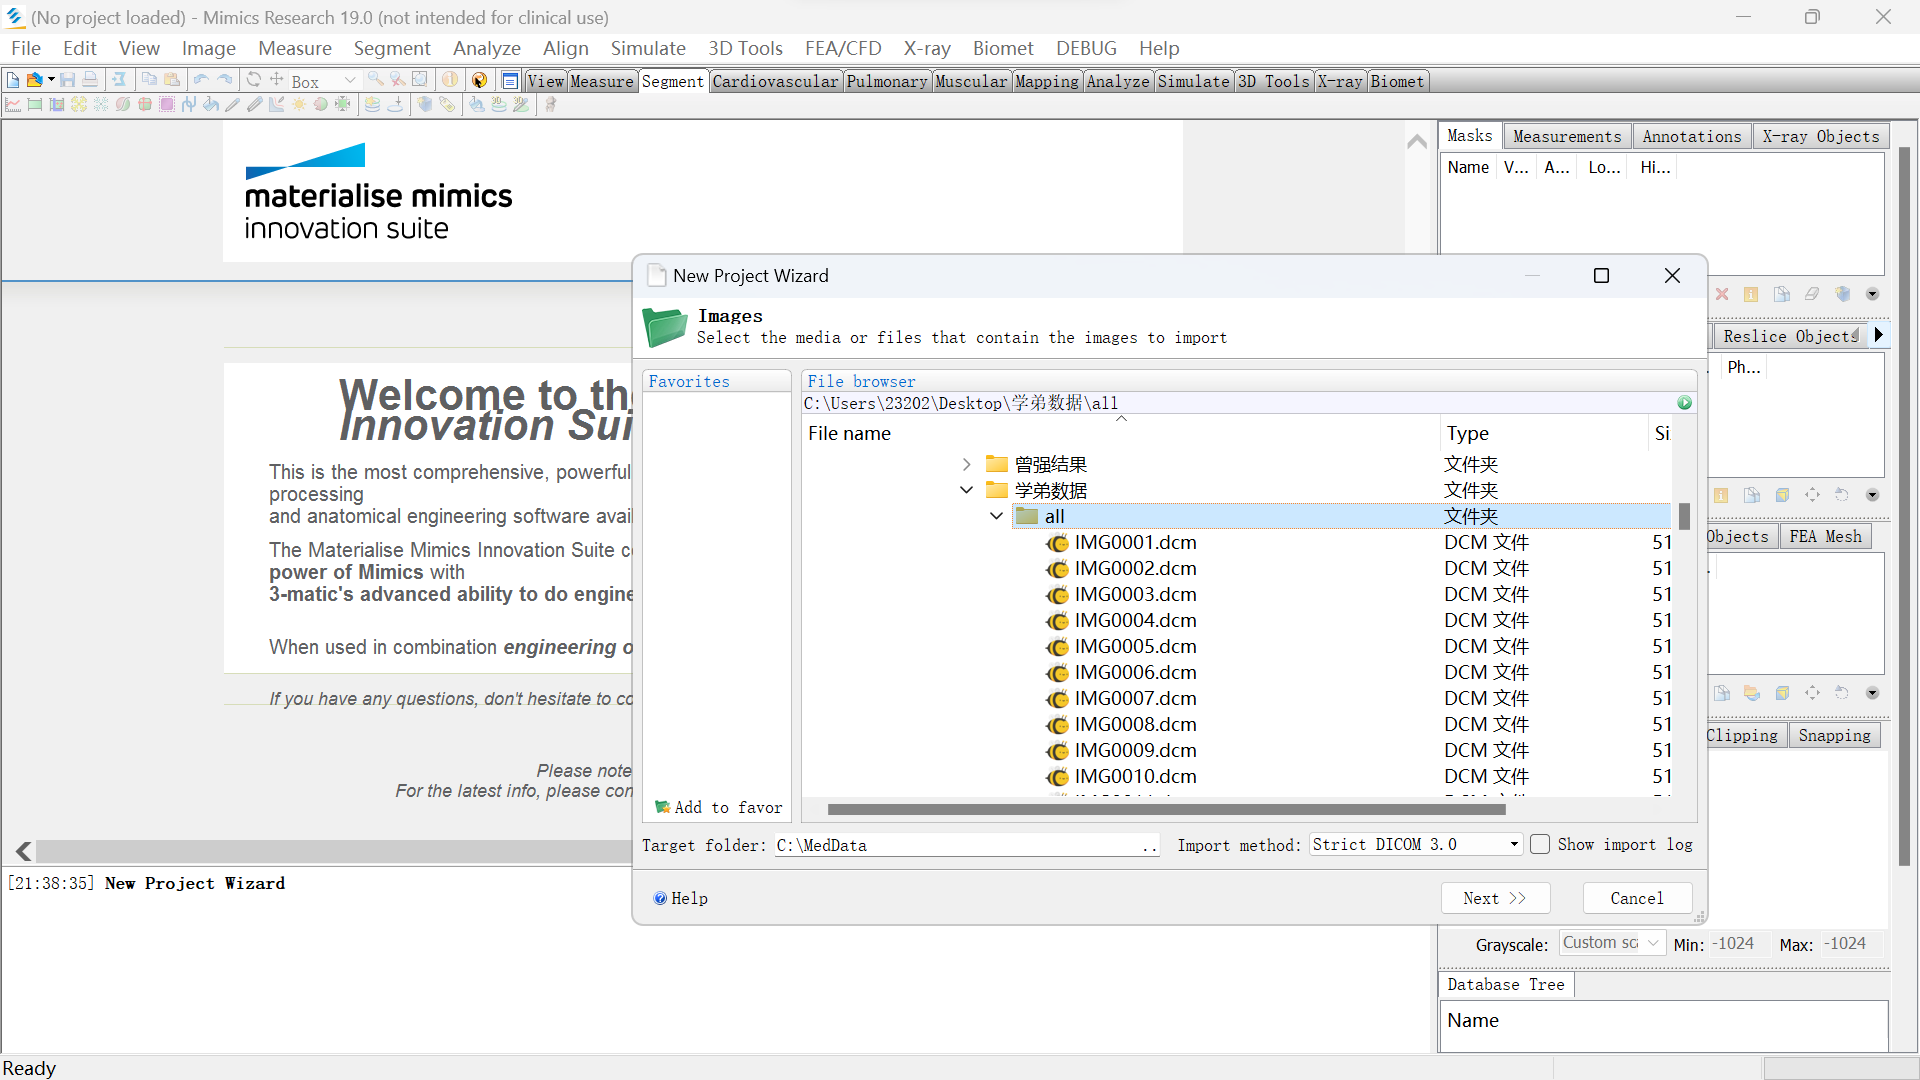 (No project loaded) - Mimics Research 19.0 (not intended for clinical use)
File Edit View Image Measure Segment Analyze Align Simulate 3D Tools FEA/CFD X-ray Biomet DEBUG Help
Box View Measure Segment Cardiovascular Pulmonary Muscular Mapping Analyze Simulate 3D Tools X-ray Biomet
materialise mimics
innovation suite
Masks Measurements Annotations X-ray Objects
Name V... A... Lo... Hi...
New Project Wizard
Images
Select the media or files that contain the images to import
Reslice Objects
Ph...
Favorites
File browser
C:\Users\23202\Desktop\学弟数据\all
File name Type Si
曾强结果 文件夹
学弟数据 文件夹
all 文件夹
IMG0001.dcm DCM 文件 51
IMG0002.dcm DCM 文件 51
IMG0003.dcm DCM 文件 51
IMG0004.dcm DCM 文件 51
IMG0005.dcm DCM 文件 51
IMG0006.dcm DCM 文件 51
IMG0007.dcm DCM 文件 51
IMG0008.dcm DCM 文件 51
IMG0009.dcm DCM 文件 51
IMG0010.dcm DCM 文件 51
Add to favor
Target folder: C:\MedData .. Import method: Strict DICOM 3.0 Show import log
Help Next >> Cancel
Welcome to th
Innovation Sui
This is the most comprehensive, powerful
processing
and anatomical engineering software avai
The Materialise Mimics Innovation Suite c
power of Mimics with
3-matic's advanced ability to do engine
When used in combination engineering o
If you have any questions, don't hesitate to co
Please note
For the latest info, please con
Objects FEA Mesh
Clipping Snapping
[21:38:35] New Project Wizard
Grayscale: Custom sca Min: -1024 Max: -1024
Database Tree
Name
Ready